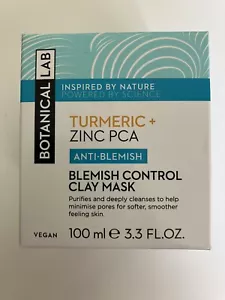 BOTANICAL LAB
INSPIRED BY NATURE
POWERED BY SCIENCE
TURMERIC +
ZINC PCA
ANTI-BLEMISH
BLEMISH CONTROL
CLAY MASK
Purifies and deeply cleanses to help
minimise pores for softer, smoother
feeling skin.
VEGAN
100 ml ℮ 3.3 FL.OZ.